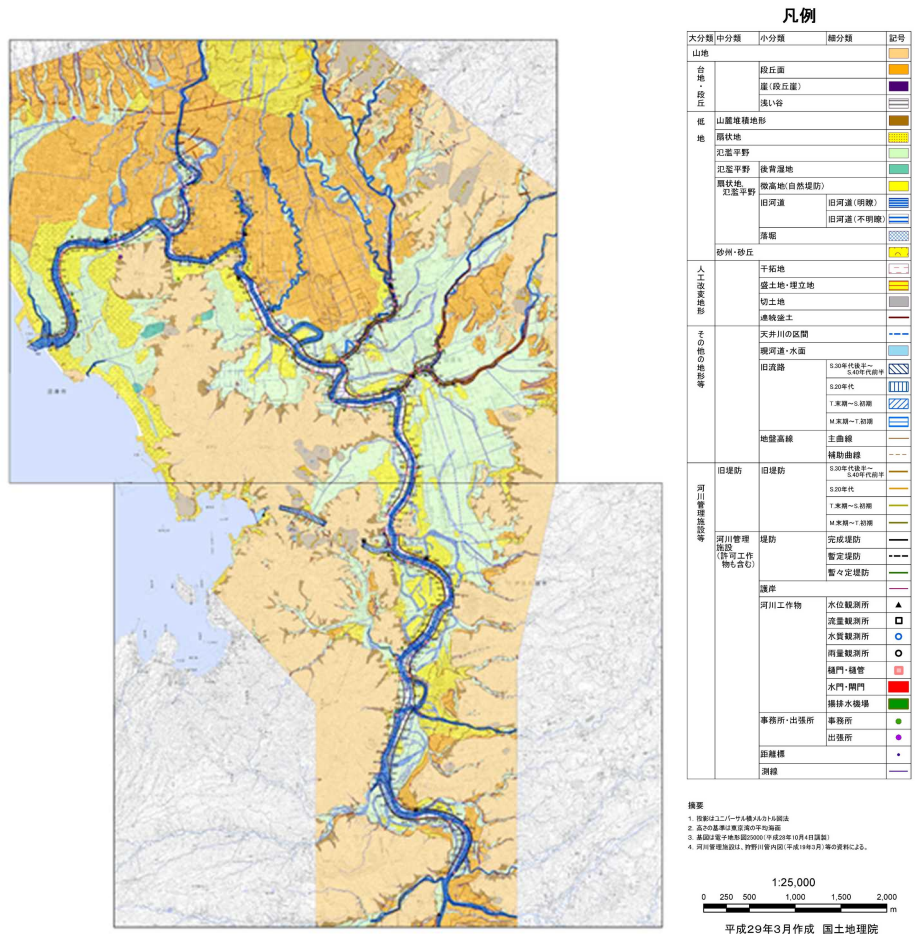 凡例
大分類 中分類 小分類 細分類 記号
山地
台地・段丘
段丘面
崖(段丘崖)
浅い谷
低地
山麓堆積地形
扇状地
氾濫平野
氾濫平野 後背湿地
扇状地、氾濫平野
微高地(自然堤防)
旧河道 旧河道(明瞭)
旧河道(不明瞭)
落堀
砂州・砂丘
人工改変地形
干拓地
盛土地・埋立地
切土地
連続盛土
その他の地形等
天井川の区間
現河道・水面
旧流路 S.30年代後半~S.40年代前半
S.20年代
T.末期~S.初期
M.末期~T.初期
地盤高線 主曲線
補助曲線
河川管理施設等
旧堤防 旧堤防 S.30年代後半~S.40年代前半
S.20年代
T.末期~S.初期
M.末期~T.初期
河川管理施設(許可工作物も含む)
堤防 完成堤防
暫定堤防
暫々定堤防
護岸
河川工作物 水位観測所
流量観測所
水質観測所
雨量観測所
樋門・樋管
水門・閘門
揚排水機場
事務所・出張所 事務所
出張所
距離標
測線
摘要
1. 投影はユニバーサル横メルカトル図法
2. 高さの基準は東京湾の平均海面
3. 基図は電子地形図25000(平成28年10月4日調製)
4. 河川管理施設は、狩野川管内図(平成19年3月)等の資料による。
1:25,000
0 250 500 1,000 1,500 2,000
m
平成29年3月作成 国土地理院